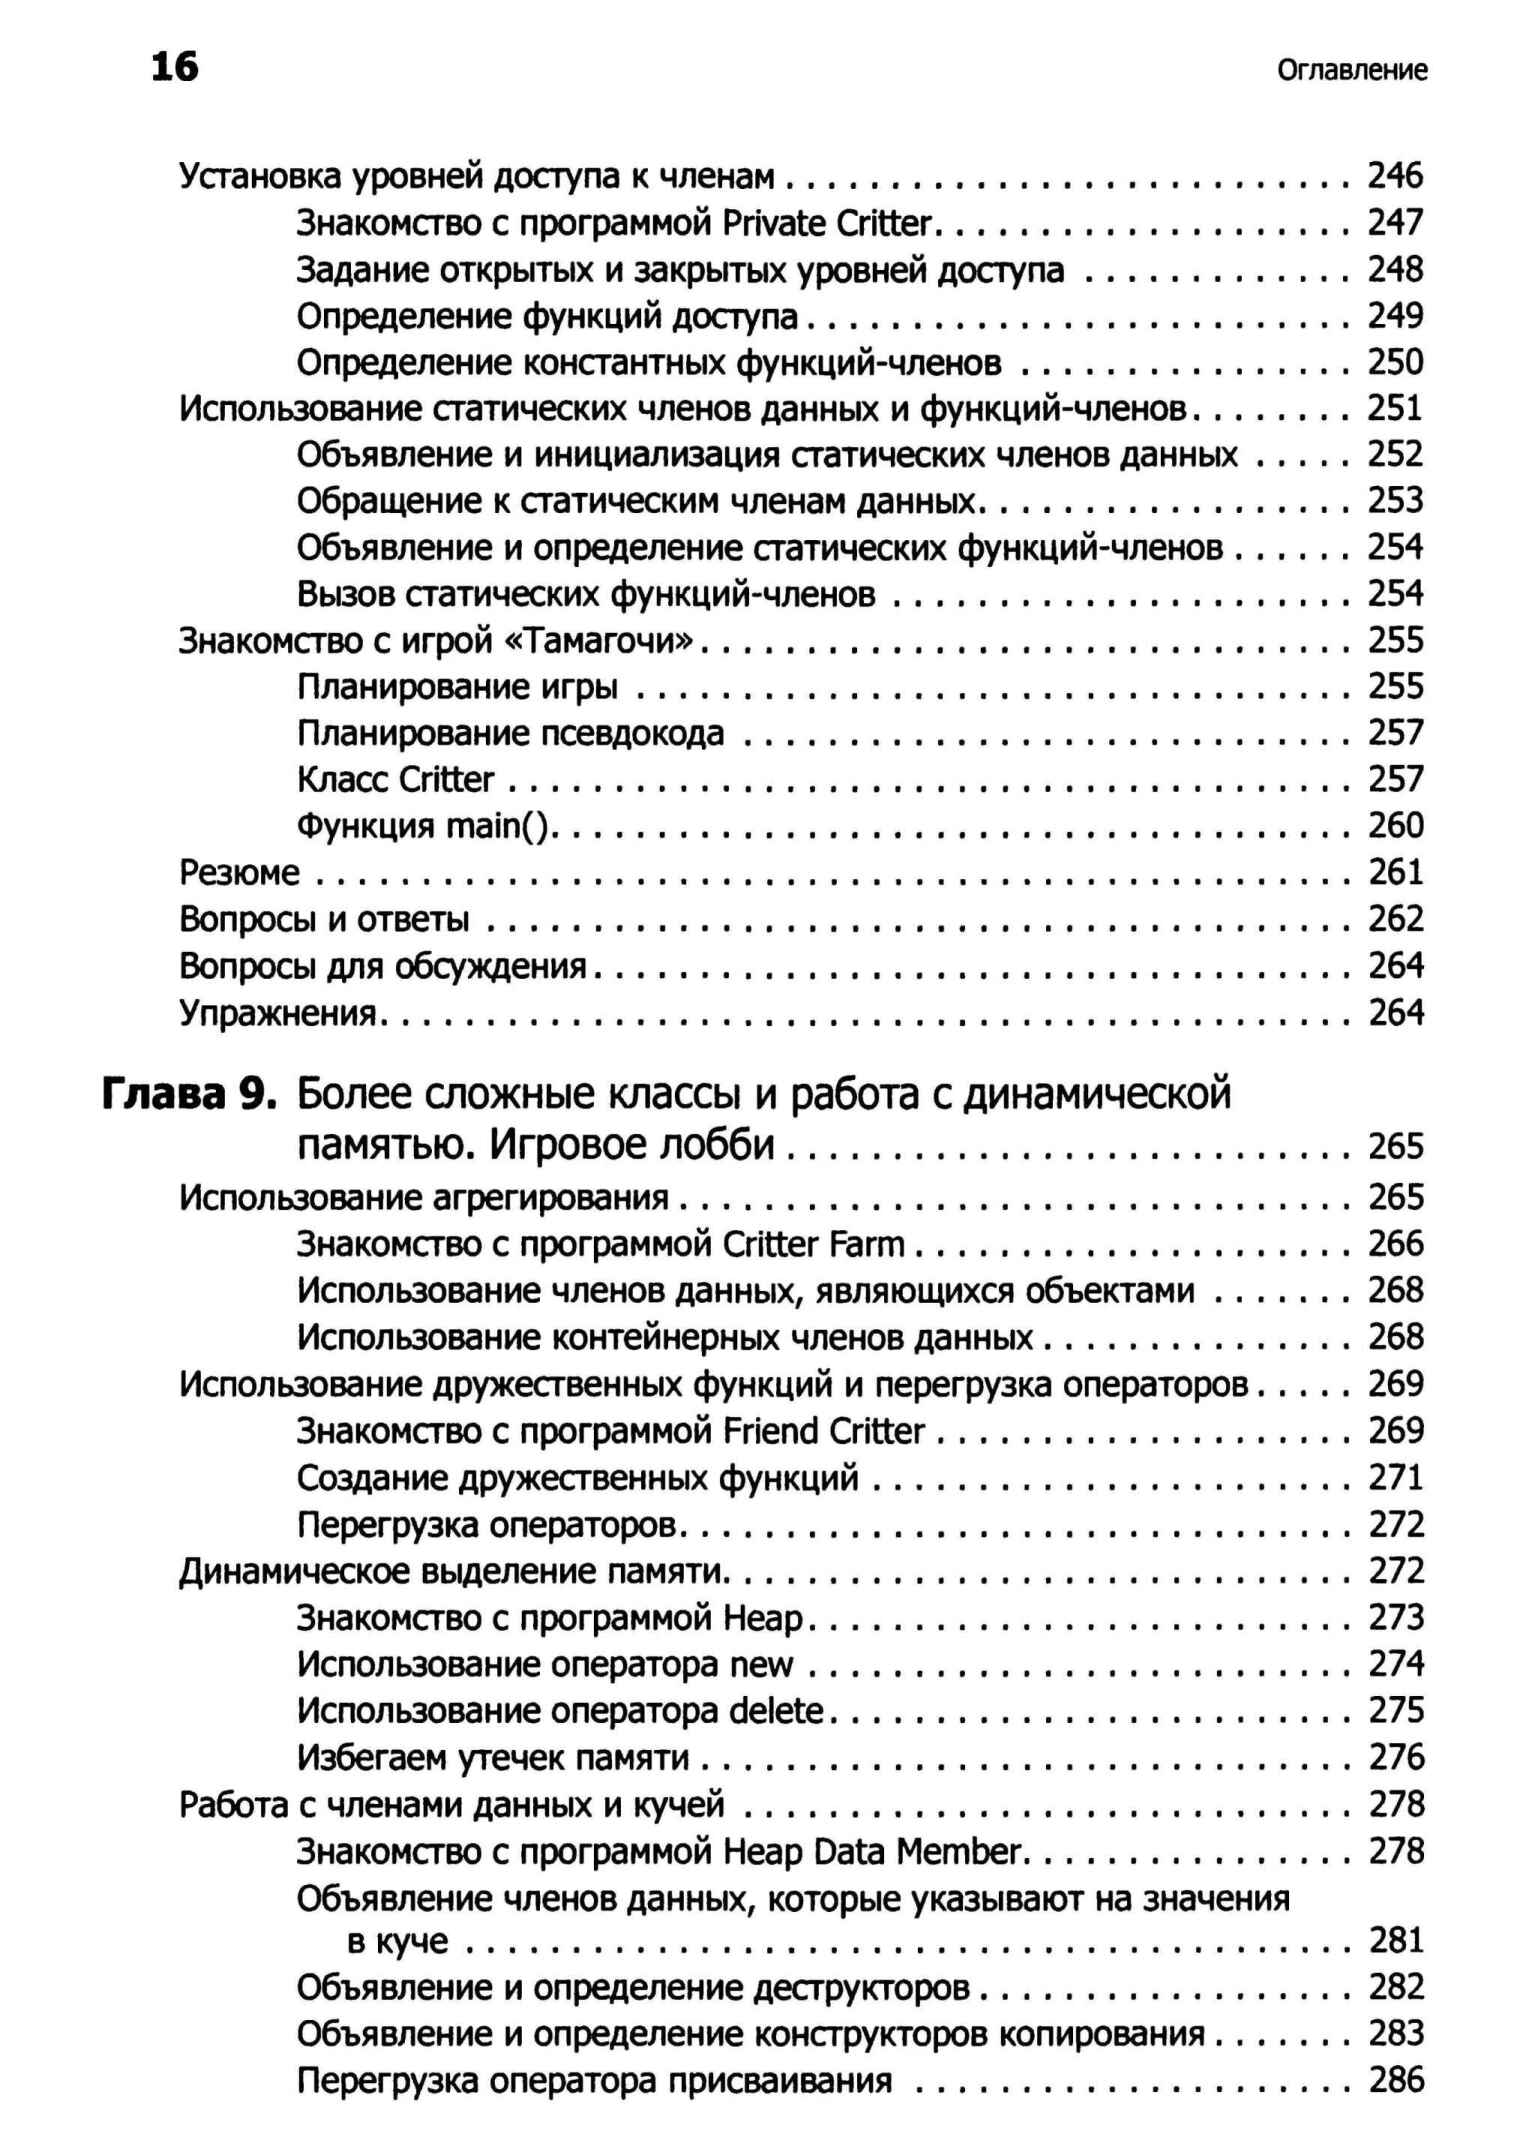 16
Оглавление
Установка уровней доступа к членам . . . . . . . . . . . . . . . . . . . . . . . . . . . 246
Знакомство с программой Private Critter. . . . . . . . . . . . . . . . . . . . 247
Задание открытых и закрытых уровней доступа . . . . . . . . . . . . . 248
Определение функций доступа . . . . . . . . . . . . . . . . . . . . . . . . . . 249
Определение константных функций-членов . . . . . . . . . . . . . . . . 250
Использование статических членов данных и функций-членов. . . . . . . . 251
Объявление и инициализация статических членов данных . . . . . 252
Обращение к статическим членам данных. . . . . . . . . . . . . . . . . . 253
Объявление и определение статических функций-членов . . . . . . 254
Вызов статических функций-членов . . . . . . . . . . . . . . . . . . . . . . 254
Знакомство с игрой «Тамагочи» . . . . . . . . . . . . . . . . . . . . . . . . . . . . . . . 255
Планирование игры . . . . . . . . . . . . . . . . . . . . . . . . . . . . . . . . . . 255
Планирование псевдокода . . . . . . . . . . . . . . . . . . . . . . . . . . . . . 257
Класс Critter . . . . . . . . . . . . . . . . . . . . . . . . . . . . . . . . . . . . . . . . 257
Функция main(). . . . . . . . . . . . . . . . . . . . . . . . . . . . . . . . . . . . . . 260
Резюме . . . . . . . . . . . . . . . . . . . . . . . . . . . . . . . . . . . . . . . . . . . . . . . . . 261
Вопросы и ответы . . . . . . . . . . . . . . . . . . . . . . . . . . . . . . . . . . . . . . . . . 262
Вопросы для обсуждения . . . . . . . . . . . . . . . . . . . . . . . . . . . . . . . . . . . . 264
Упражнения. . . . . . . . . . . . . . . . . . . . . . . . . . . . . . . . . . . . . . . . . . . . . . 264
Глава 9. Более сложные классы и работа с динамической
памятью. Игровое лобби . . . . . . . . . . . . . . . . . . . . . . . . . . . 265
Использование агрегирования . . . . . . . . . . . . . . . . . . . . . . . . . . . . . . . . 265
Знакомство с программой Critter Farm . . . . . . . . . . . . . . . . . . . . . 266
Использование членов данных, являющихся объектами . . . . . . . 268
Использование контейнерных членов данных . . . . . . . . . . . . . . . 268
Использование дружественных функций и перегрузка операторов . . . . . 269
Знакомство с программой Friend Critter . . . . . . . . . . . . . . . . . . . . 269
Создание дружественных функций . . . . . . . . . . . . . . . . . . . . . . . 271
Перегрузка операторов. . . . . . . . . . . . . . . . . . . . . . . . . . . . . . . . 272
Динамическое выделение памяти. . . . . . . . . . . . . . . . . . . . . . . . . . . . . . 272
Знакомство с программой Heap. . . . . . . . . . . . . . . . . . . . . . . . . . 273
Использование оператора new . . . . . . . . . . . . . . . . . . . . . . . . . . 274
Использование оператора delete. . . . . . . . . . . . . . . . . . . . . . . . . 275
Избегаем утечек памяти . . . . . . . . . . . . . . . . . . . . . . . . . . . . . . . 276
Работа с членами данных и кучей . . . . . . . . . . . . . . . . . . . . . . . . . . . . . 278
Знакомство с программой Heap Data Member. . . . . . . . . . . . . . . . 278
Объявление членов данных, которые указывают на значения
в куче . . . . . . . . . . . . . . . . . . . . . . . . . . . . . . . . . . . . . . . . . . 281
Объявление и определение деструкторов . . . . . . . . . . . . . . . . . . 282
Объявление и определение конструкторов копирования . . . . . . . 283
Перегрузка оператора присваивания . . . . . . . . . . . . . . . . . . . . . 286